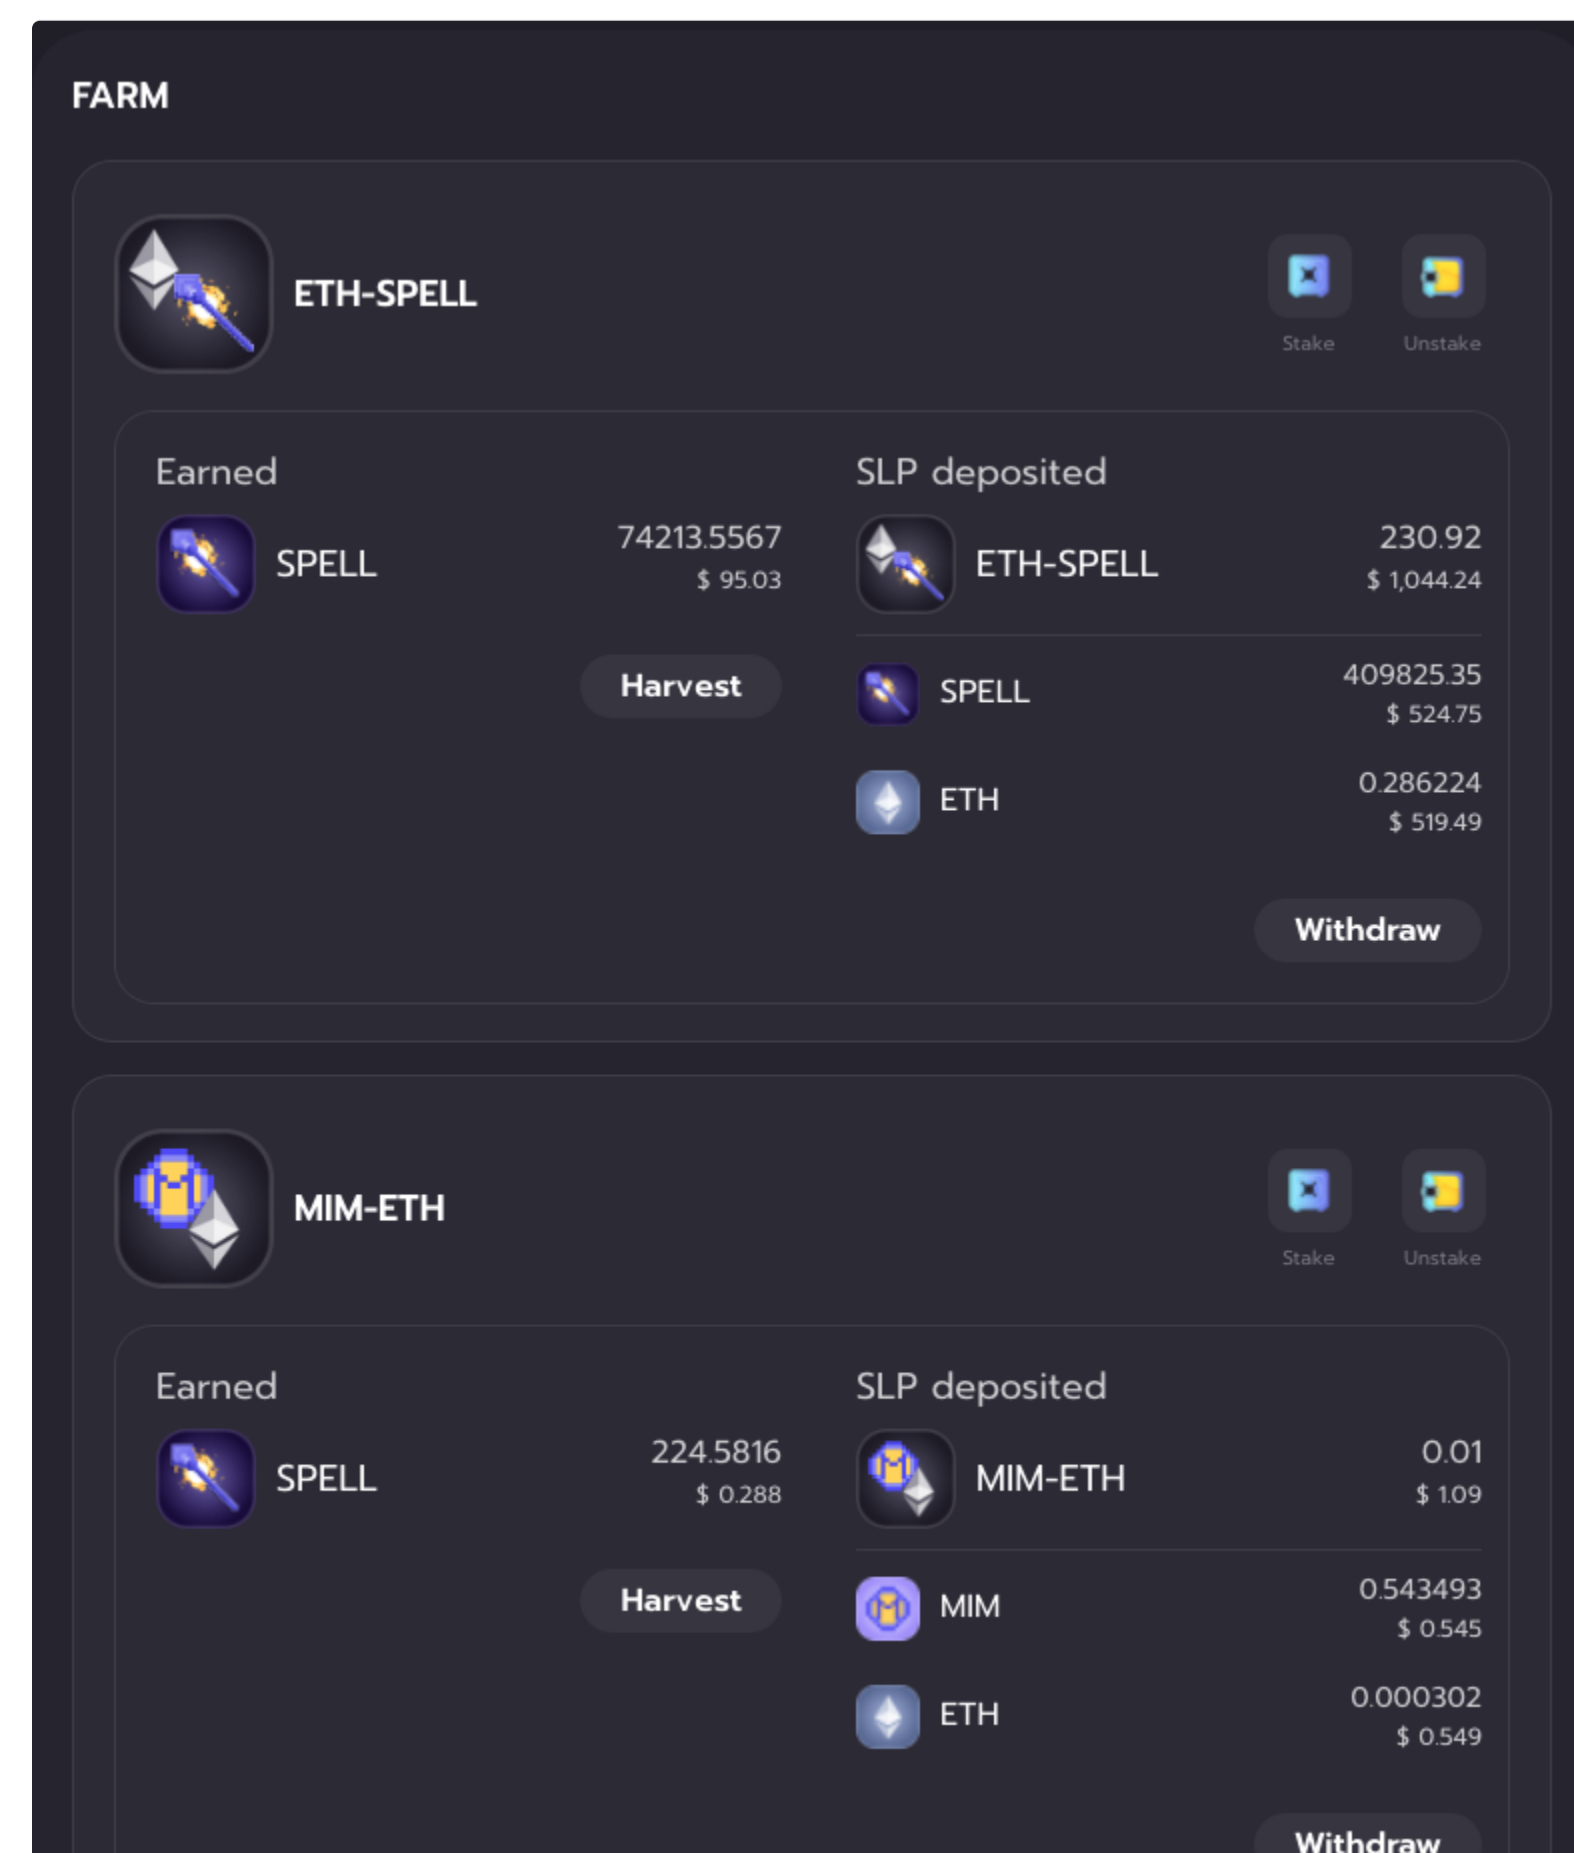 FARM
ETH-SPELL
Stake
Unstake
Earned
SPELL
74213.5567
$ 95.03
Harvest
SLP deposited
ETH-SPELL
230.92
$ 1,044.24
SPELL
409825.35
$ 524.75
ETH
0.286224
$ 519.49
Withdraw
MIM-ETH
Stake
Unstake
Earned
SPELL
224.5816
$ 0.288
Harvest
SLP deposited
MIM-ETH
0.01
$ 1.09
MIM
0.543493
$ 0.545
ETH
0.000302
$ 0.549
Withdraw